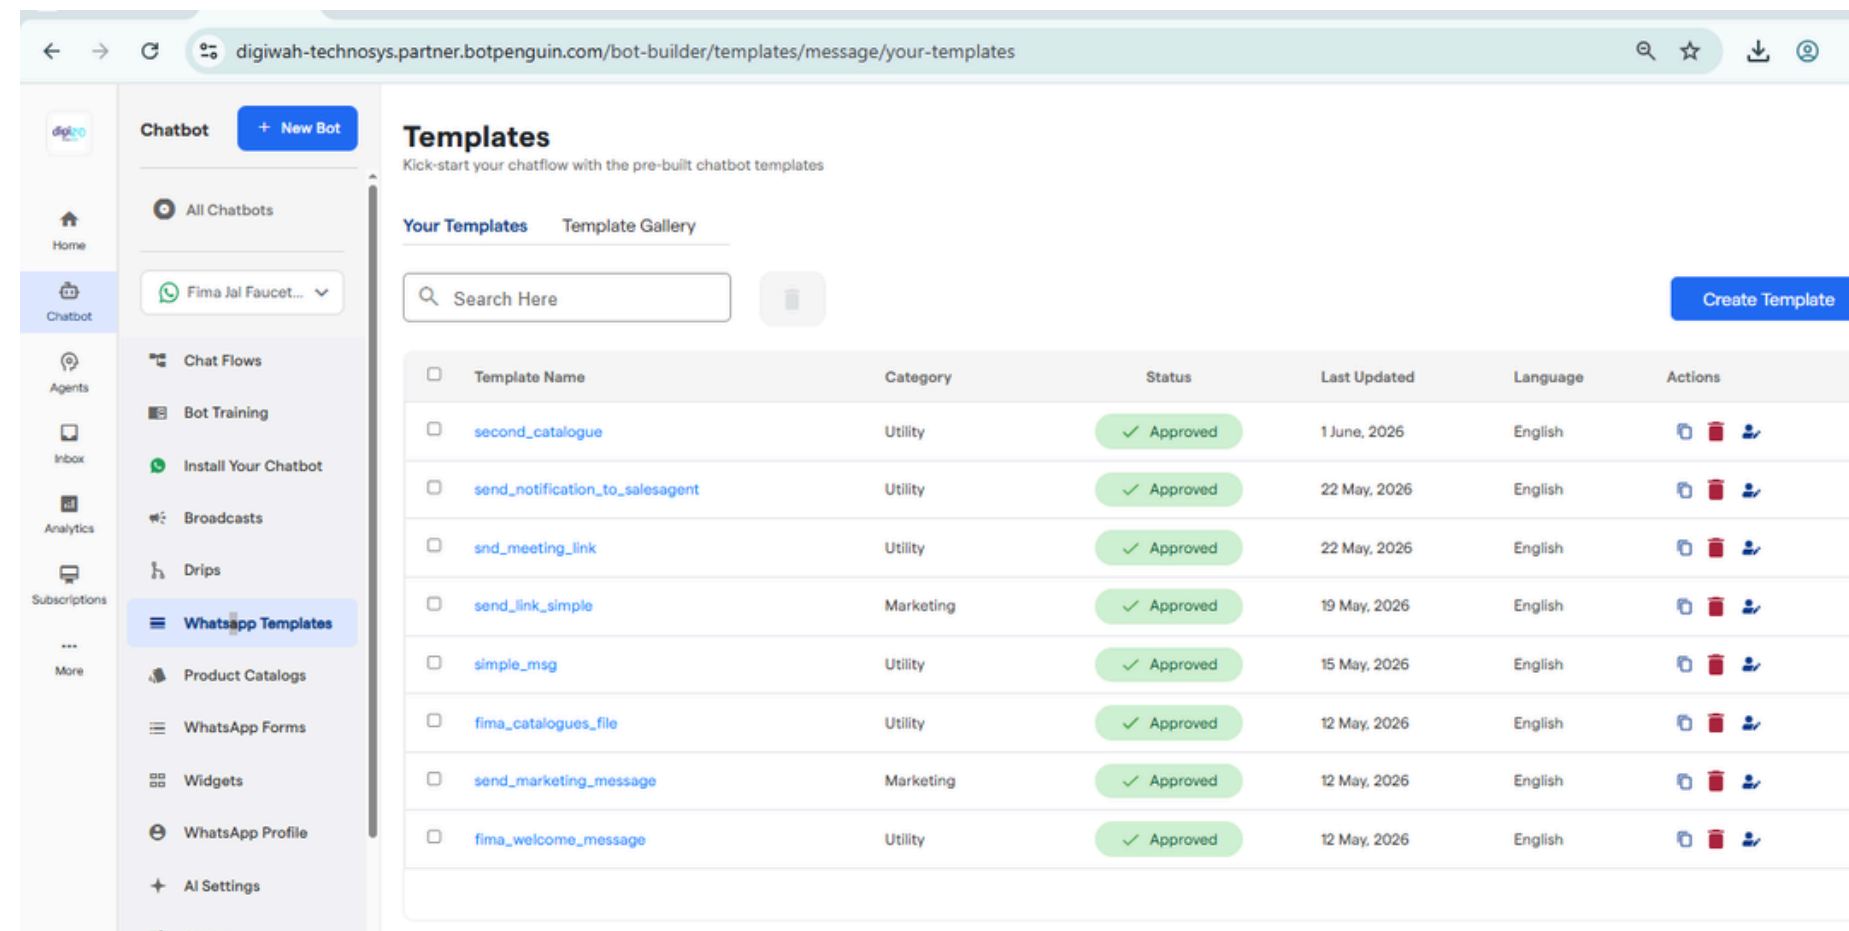 digiwah-technosys.partner.botpenguin.com/bot-builder/templates/message/your-templates
digizo
Home
Chatbot
Agents
Inbox
Analytics
Subscriptions
More
Chatbot
+ New Bot
All Chatbots
Fima Jal Faucet...
Chat Flows
Bot Training
Install Your Chatbot
Broadcasts
Drips
Whatsapp Templates
Product Catalogs
WhatsApp Forms
Widgets
WhatsApp Profile
AI Settings
Templates
Kick-start your chatflow with the pre-built chatbot templates
Your Templates Template Gallery
Search Here
Create Template
Template Name Category Status Last Updated Language Actions
second_catalogue Utility Approved 1 June, 2026 English
send_notification_to_salesagent Utility Approved 22 May, 2026 English
snd_meeting_link Utility Approved 22 May, 2026 English
send_link_simple Marketing Approved 19 May, 2026 English
simple_msg Utility Approved 15 May, 2026 English
fima_catalogues_file Utility Approved 12 May, 2026 English
send_marketing_message Marketing Approved 12 May, 2026 English
fima_welcome_message Utility Approved 12 May, 2026 English